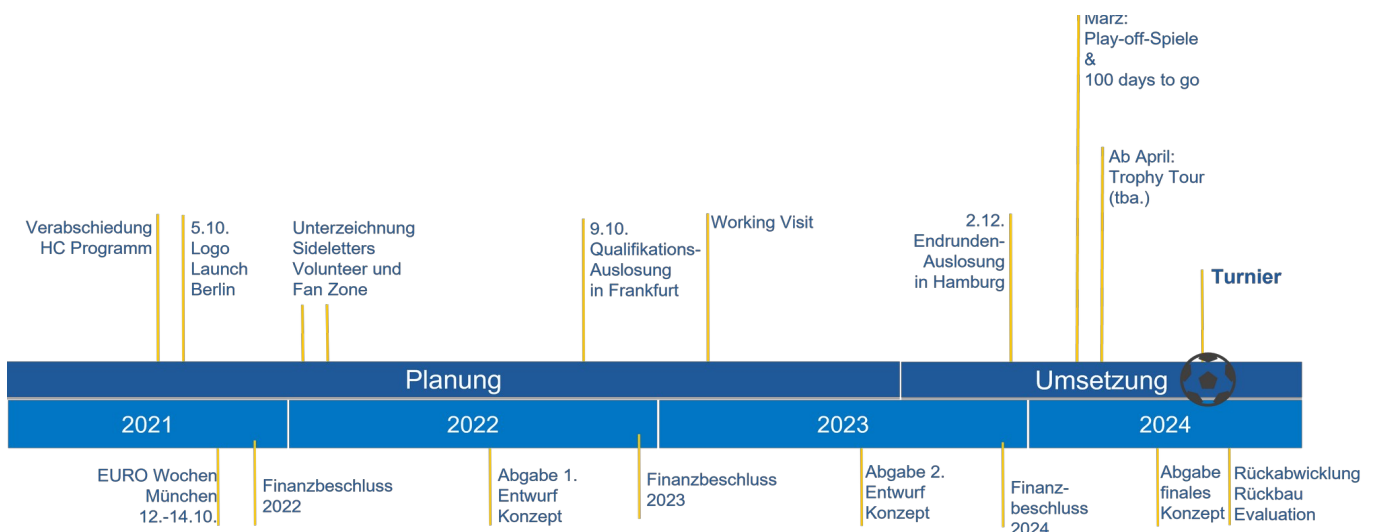 März:
Play-off-Spiele
&
100 days to go
Ab April:
Trophy Tour
(tba.)
Verabschiedung
HC Programm
5.10.
Logo
Launch
Berlin
Unterzeichnung
Sideletters
Volunteer und
Fan Zone
9.10.
Qualifikations-
Auslosung
in Frankfurt
Working Visit
2.12.
Endrunden-
Auslosung
in Hamburg
Turnier
Planung
Umsetzung
2021
2022
2023
2024
EURO Wochen
München
12.-14.10.
Finanzbeschluss
2022
Abgabe 1.
Entwurf
Konzept
Finanzbeschluss
2023
Abgabe 2.
Entwurf
Konzept
Finanz-
beschluss
2024
Abgabe
finales
Konzept
Rückabwicklung
Rückbau
Evaluation